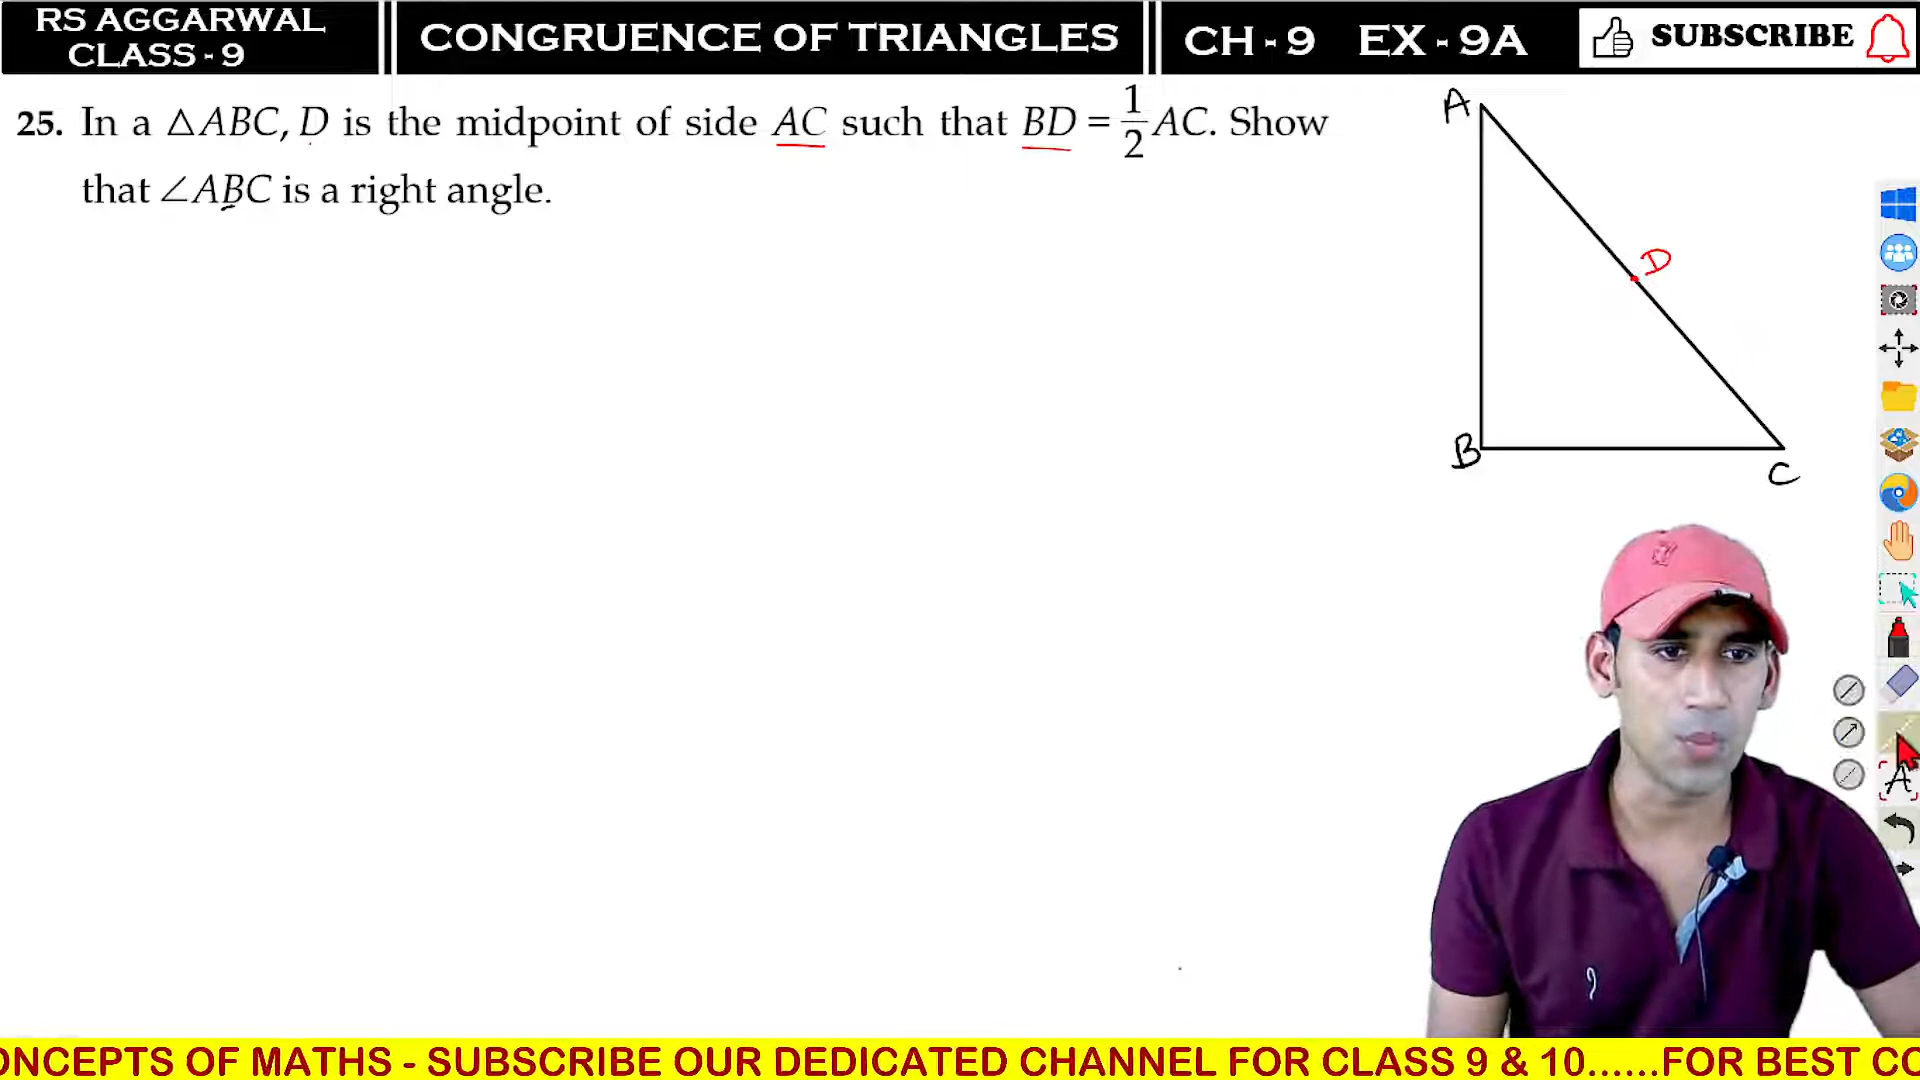 RS AGGARWAL
CLASS - 9
CONGRUENCE OF TRIANGLES
CH - 9 EX - 9A
SUBSCRIBE
25. In a △ABC, D is the midpoint of side AC such that BD = 1/2 AC. Show
that ∠ABC is a right angle.
A
D
B
C
A
ONCEPTS OF MATHS - SUBSCRIBE OUR DEDICATED CHANNEL FOR CLASS 9 & 10......FOR BEST CO